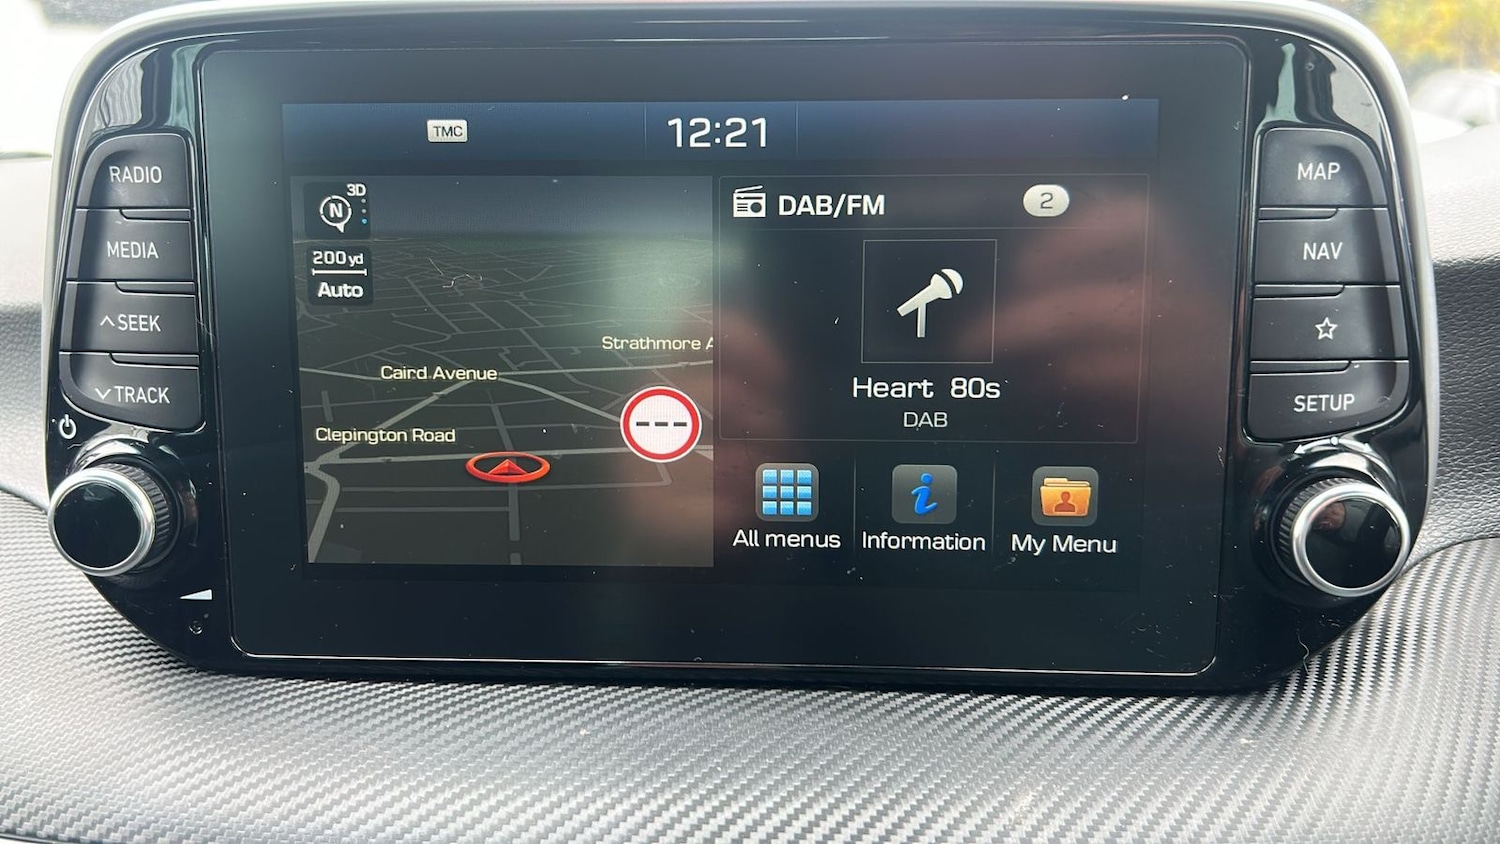 RADIO
MEDIA
SEEK
TRACK
TMC
12:21
3D
N
200 yd
Auto
Strathmore A
Caird Avenue
Clepington Road
---
DAB/FM
2
Heart 80s
DAB
All menus
Information
My Menu
MAP
NAV
SETUP